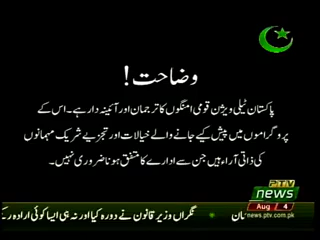 وضاحت!
پاکستان ٹیلی ویژن قومی امنگوں کا ترجمان اور آئینہ دار ہے۔ اس کے
پروگراموں میں پیش کیے جانے والے خیالات اور تجزیے شریک مہمانوں
کی ذاتی آراء ہیں جن سے ادارے کا متفق ہونا ضروری نہیں۔
PTV
news
Aug 4
news.ptv.com.pk
نگراں وزیر قانون نے دورہ کیا اور نہ ہی ایسا کوئی ارادہ